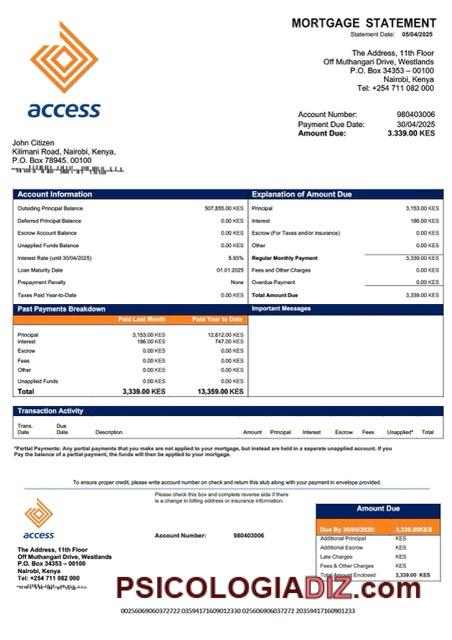 MORTGAGE STATEMENT
Statement Date: 05/04/2025
access
The Address, 11th Floor
Off Muthangari Drive, Westlands
P.O. Box 34353 – 00100
Nairobi, Kenya
Tel: +254 711 082 000
Account Number: 980403006
Payment Due Date: 30/04/2025
Amount Due: 3.339.00 KES
John Citizen
Kilimani Road, Nairobi, Kenya,
P.O. Box 78945. 00100
Account Information
Outsiding Principal Balance 507,855.00 KES
Deferred Principal Balance 0.00 KES
Escrow Account Balance 0.00 KES
Unapplied Funds Balance 0.00 KES
Interest Rate (until 30/04/2025) 5.93%
Loan Maturity Date 01.01.2025
Prepayment Penalty None
Taxes Paid Year-to-Date 0.00 KES
Explanation of Amount Due
Principal 3,153.00 KES
Interest 186.00 KES
Escrow (For Taxes and/or insurance) 0.00 KES
Other 0.00 KES
Regular Monthly Payment 3,339.00 KES
Fees and Other Charges 0.00 KES
Overdue Payment 0.00 KES
Total Amount Due 3,339.00 KES
Past Payments Breakdown
Paid Last Month Paid Year to Date
Principal 3,153.00 KES 12,612.00 KES
Interest 186.00 KES 747.00 KES
Escrow 0.00 KES 0.00 KES
Fees 0.00 KES 0.00 KES
Other 0.00 KES 0.00 KES
Unapplied Funds 0.00 KES 0.00 KES
Total 3,339.00 KES 13,359.00 KES
Important Messages
Transaction Activity
Trans. Date Due Date Description Amount Principal Interest Escrow Fees Unapplied* Total
*Partial Payments: Any partial payments that you make are not applied to your mortgage, but instead are held in a separate unapplied account. If you
Pay the balance of a partial payment, the funds will then be applied to your mortgage.
To ensure proper credit, please write account number on check and return this stub along with your payment in envelope provided.
Please check this box and complete reverse side if there
is a change in billing address or insurance information.
access
Account Number: 980403006
The Address, 11th Floor
Off Muthangari Drive, Westlands
P.O. Box 34353 – 00100
Nairobi, Kenya
Tel: +254 711 082 000
Amount Due
Due By 30/04/2025: 3,339.00KES
Additional Principal KES
Additional Escrow KES
Late Charges KES
Fees & Other Charges KES
Total Amount Enclosed 3,339.00 KES
PSICOLOGIADIZ.COM